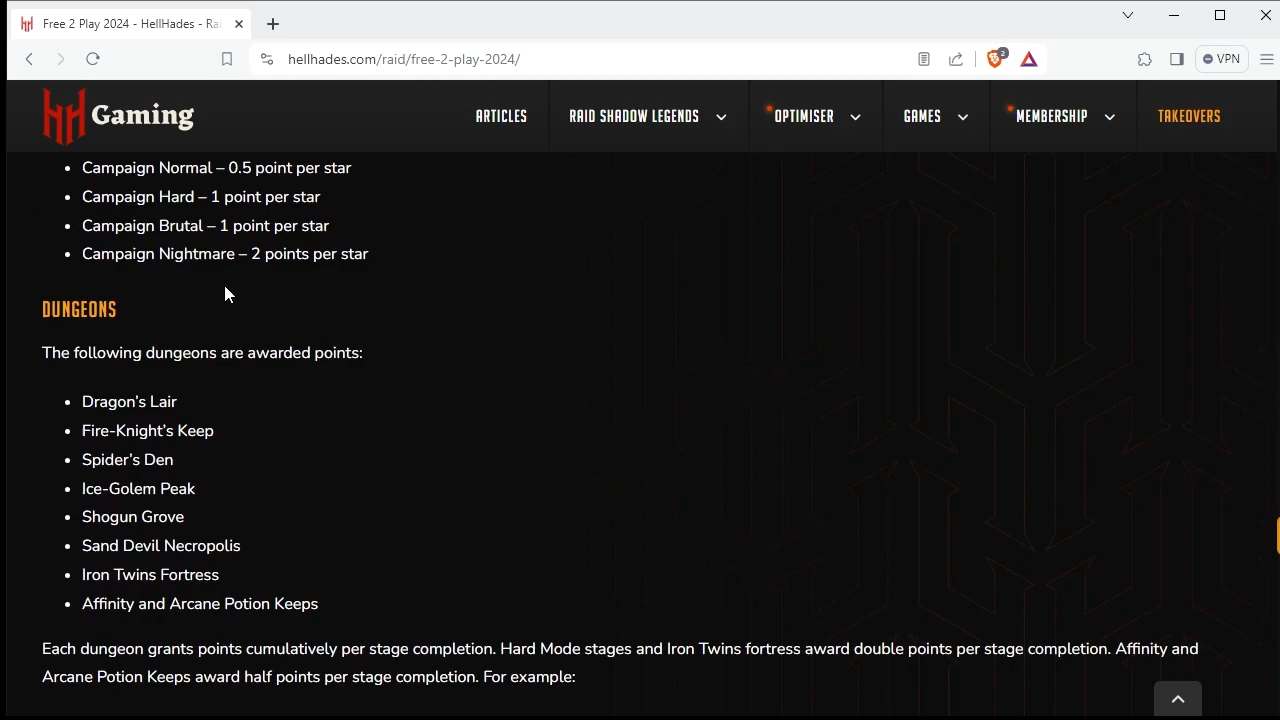 Free 2 Play 2024 - HellHades - Ra
hellhades.com/raid/free-2-play-2024/
2
VPN
Gaming
ARTICLES
RAID SHADOW LEGENDS
OPTIMISER
GAMES
MEMBERSHIP
TAKEOVERS
• Campaign Normal – 0.5 point per star
• Campaign Hard – 1 point per star
• Campaign Brutal – 1 point per star
• Campaign Nightmare – 2 points per star
DUNGEONS
The following dungeons are awarded points:
• Dragon's Lair
• Fire-Knight's Keep
• Spider's Den
• Ice-Golem Peak
• Shogun Grove
• Sand Devil Necropolis
• Iron Twins Fortress
• Affinity and Arcane Potion Keeps
Each dungeon grants points cumulatively per stage completion. Hard Mode stages and Iron Twins fortress award double points per stage completion. Affinity and
Arcane Potion Keeps award half points per stage completion. For example: